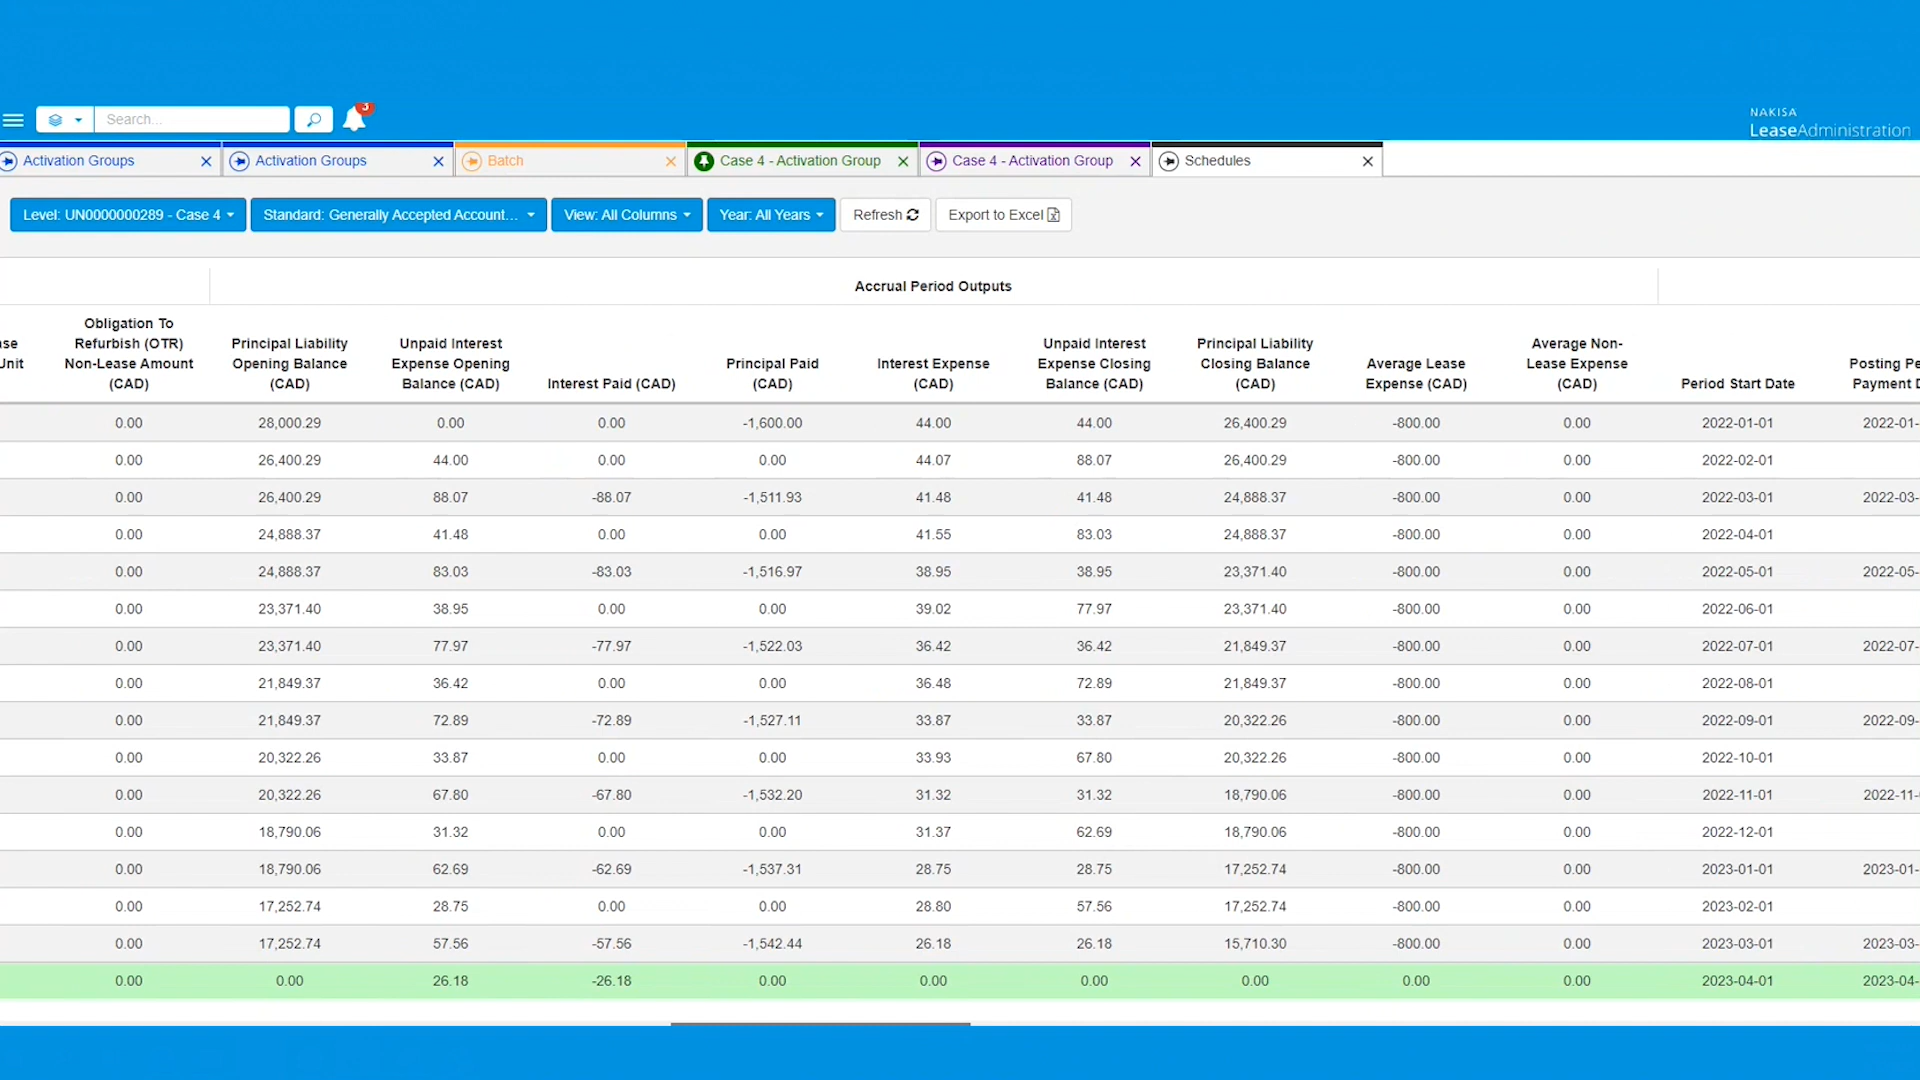 3
Search...
NAKISA
LeaseAdministration
Activation Groups
Activation Groups
Batch
Case 4 - Activation Group
Case 4 - Activation Group
Schedules
Level: UN0000000289 - Case 4
Standard: Generally Accepted Account...
View: All Columns
Year: All Years
Refresh
Export to Excel
Accrual Period Outputs
Unit
Obligation To Refurbish (OTR) Non-Lease Amount (CAD)
Principal Liability Opening Balance (CAD)
Unpaid Interest Expense Opening Balance (CAD)
Interest Paid (CAD)
Principal Paid (CAD)
Interest Expense (CAD)
Unpaid Interest Expense Closing Balance (CAD)
Principal Liability Closing Balance (CAD)
Average Lease Expense (CAD)
Average Non-Lease Expense (CAD)
Period Start Date
Posting Pe
Payment D
0.00 28,000.29 0.00 0.00 -1,600.00 44.00 44.00 26,400.29 -800.00 0.00 2022-01-01 2022-01-
0.00 26,400.29 44.00 0.00 0.00 44.07 88.07 26,400.29 -800.00 0.00 2022-02-01
0.00 26,400.29 88.07 -88.07 -1,511.93 41.48 41.48 24,888.37 -800.00 0.00 2022-03-01 2022-03-
0.00 24,888.37 41.48 0.00 0.00 41.55 83.03 24,888.37 -800.00 0.00 2022-04-01
0.00 24,888.37 83.03 -83.03 -1,516.97 38.95 38.95 23,371.40 -800.00 0.00 2022-05-01 2022-05-
0.00 23,371.40 38.95 0.00 0.00 39.02 77.97 23,371.40 -800.00 0.00 2022-06-01
0.00 23,371.40 77.97 -77.97 -1,522.03 36.42 36.42 21,849.37 -800.00 0.00 2022-07-01 2022-07-
0.00 21,849.37 36.42 0.00 0.00 36.48 72.89 21,849.37 -800.00 0.00 2022-08-01
0.00 21,849.37 72.89 -72.89 -1,527.11 33.87 33.87 20,322.26 -800.00 0.00 2022-09-01 2022-09-
0.00 20,322.26 33.87 0.00 0.00 33.93 67.80 20,322.26 -800.00 0.00 2022-10-01
0.00 20,322.26 67.80 -67.80 -1,532.20 31.32 31.32 18,790.06 -800.00 0.00 2022-11-01 2022-11-
0.00 18,790.06 31.32 0.00 0.00 31.37 62.69 18,790.06 -800.00 0.00 2022-12-01
0.00 18,790.06 62.69 -62.69 -1,537.31 28.75 28.75 17,252.74 -800.00 0.00 2023-01-01 2023-01-
0.00 17,252.74 28.75 0.00 0.00 28.80 57.56 17,252.74 -800.00 0.00 2023-02-01
0.00 17,252.74 57.56 -57.56 -1,542.44 26.18 26.18 15,710.30 -800.00 0.00 2023-03-01 2023-03-
0.00 0.00 26.18 -26.18 0.00 0.00 0.00 0.00 0.00 0.00 2023-04-01 2023-04-